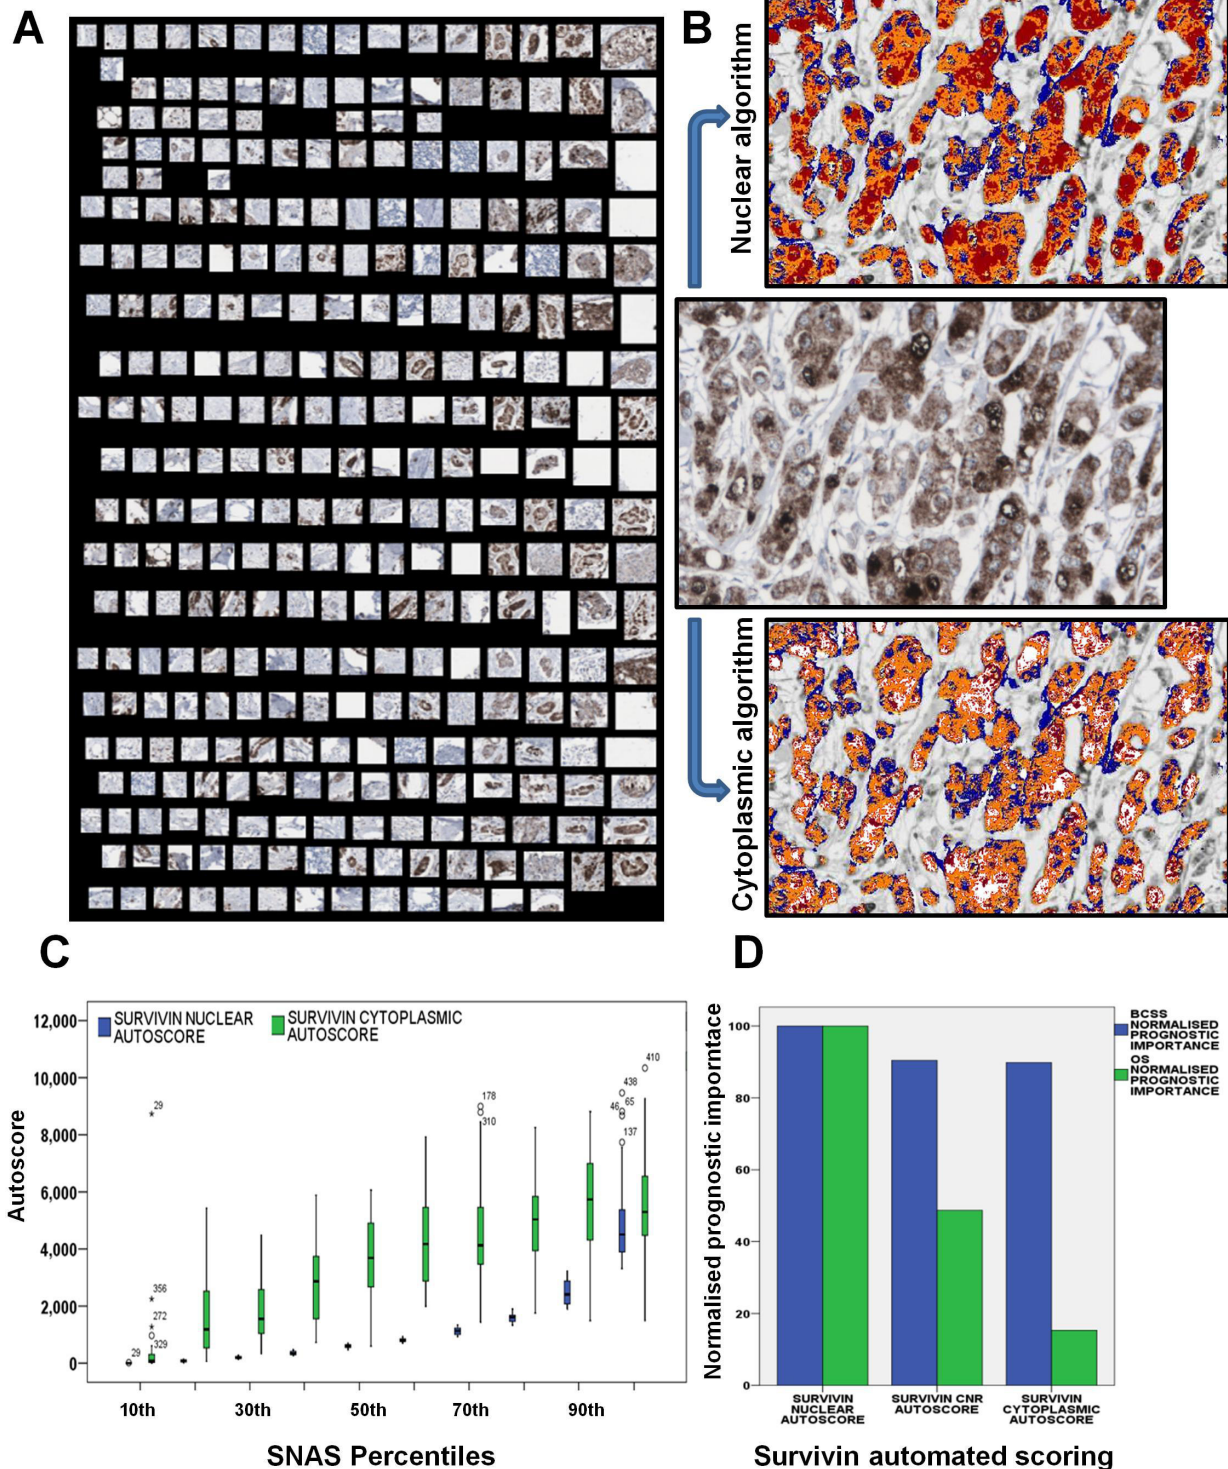 A
B
Nuclear algorithm
Cytoplasmic algorithm
C
SURVIVIN NUCLEAR
AUTOSCORE
SURVIVIN CYTOPLASMIC
AUTOSCORE
Autoscore
12,000
10,000
8,000
6,000
4,000
2,000
0
29
356
272
329
29
178
310
438
46
65
137
410
10th
30th
50th
70th
90th
SNAS Percentiles
D
Normalised prognostic imporntace
100
80
60
40
20
0
BCSS
NORMALISED
PROGNOSTIC
IMPORTANCE
OS
NORMALISED
PROGNOSTIC
IMPORTANCE
SURVIVIN
NUCLEAR
AUTOSCORE
SURVIVIN CNR
AUTOSCORE
SURVIVIN
CYTOPLASMIC
AUTOSCORE
Survivin automated scoring